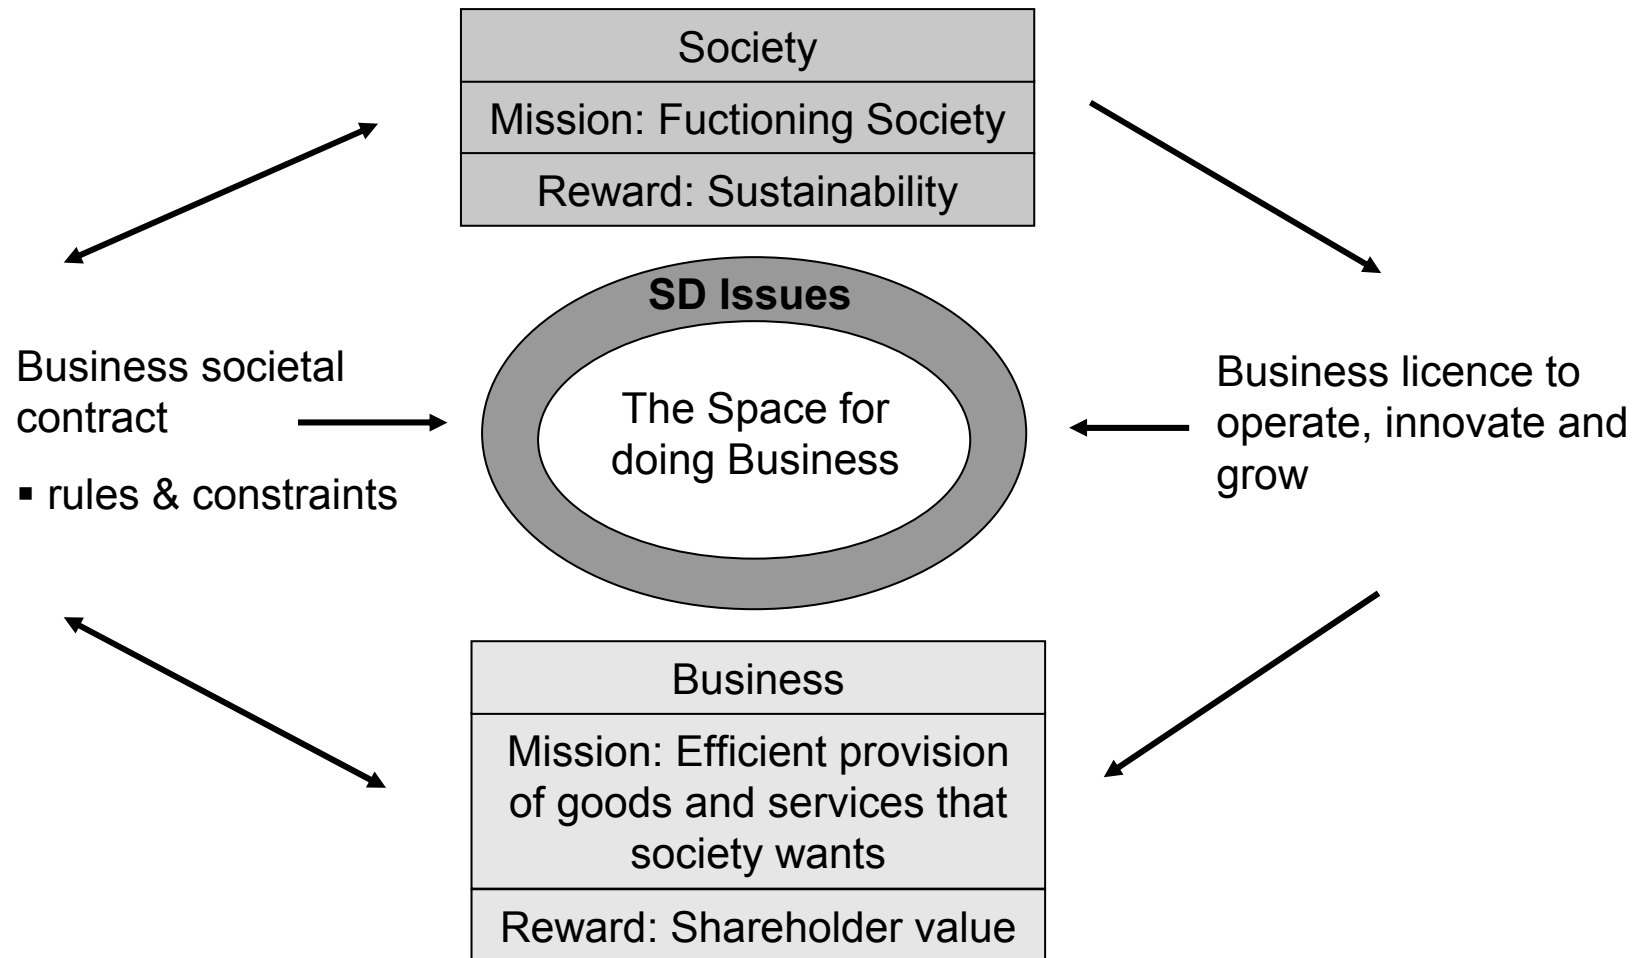 Society
Mission: Fuctioning Society
Reward: Sustainability
SD Issues
The Space for
doing Business
Business societal
contract
▪ rules & constraints
Business licence to
operate, innovate and
grow
Business
Mission: Efficient provision
of goods and services that
society wants
Reward: Shareholder value